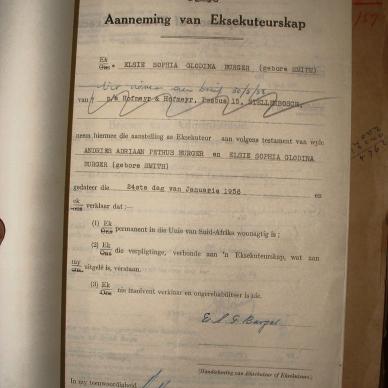 Aanneming van Eksekuteurskap
Ek
Ons ELSIE SOPHIA GLODINA BURGER (gebore SMITH)
van p/a Hofmeyr & Hofmeyr, Posbus 15, STELLENBOSCH,
neem hiermee die aanstelling as Eksekuteur aan volgens testament van wyle
ANDRIES ADRIAAN PETRUS BURGER en ELSIE SOPHIA GLODINA
BURGER (gebore SMITH)
gedateer die 24ste dag van Januarie 1956 en
ek
ons verklaar dat :—
(1) Ek
Ons permanent in die Unie van Suid-Afrika woonagtig is ;
(2) Ek
Ons die verpligtinge, verbonde aan 'n Eksekuteurskap, wat aan
my
ons uitgelê is, verstaan.
(3) Ek
Ons nie insolvent verklaar en ongerehabiliteer is nie.
E. S. G. Burger.
(Handtekening van Eksekuteur of Eksekuteure.)
In my teenwoordigheid